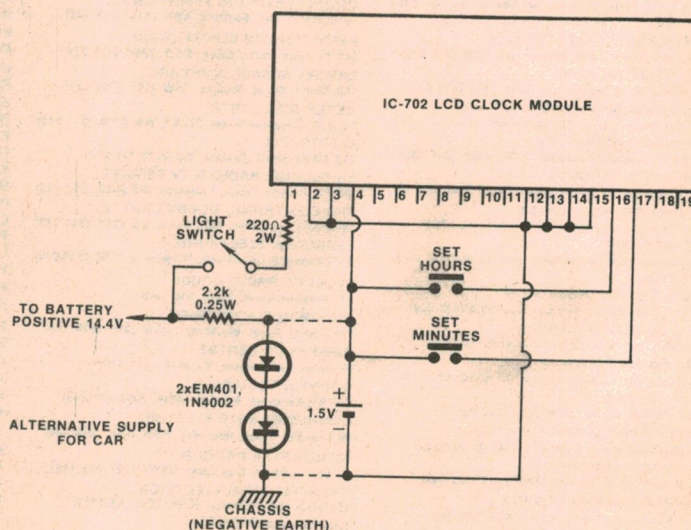 IC-702 LCD CLOCK MODULE
1 2 3 4 5 6 7 8 9 10 11 12 13 14 15 16 17 18 19
LIGHT
SWITCH
220Ω
2W
SET
HOURS
2.2k
0.25W
TO BATTERY
POSITIVE 14.4V
SET
MINUTES
2xEM401,
1N4002
+
1.5V
−
ALTERNATIVE SUPPLY
FOR CAR
CHASSIS
(NEGATIVE EARTH)